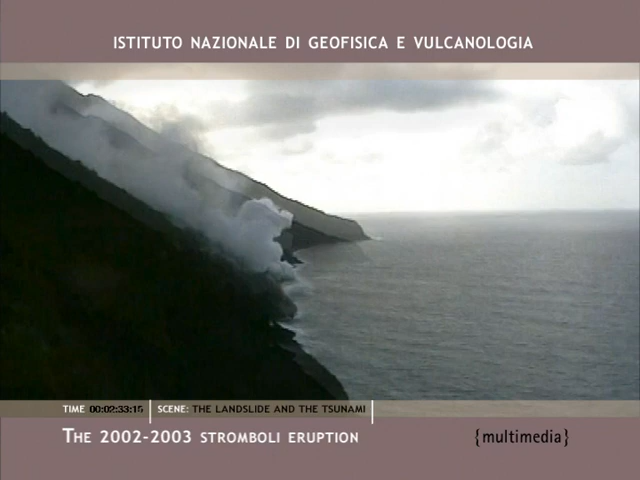 ISTITUTO NAZIONALE DI GEOFISICA E VULCANOLOGIA
TIME 00:02:33:15 SCENE: THE LANDSLIDE AND THE TSUNAMI
THE 2002-2003 STROMBOLI ERUPTION {multimedia}